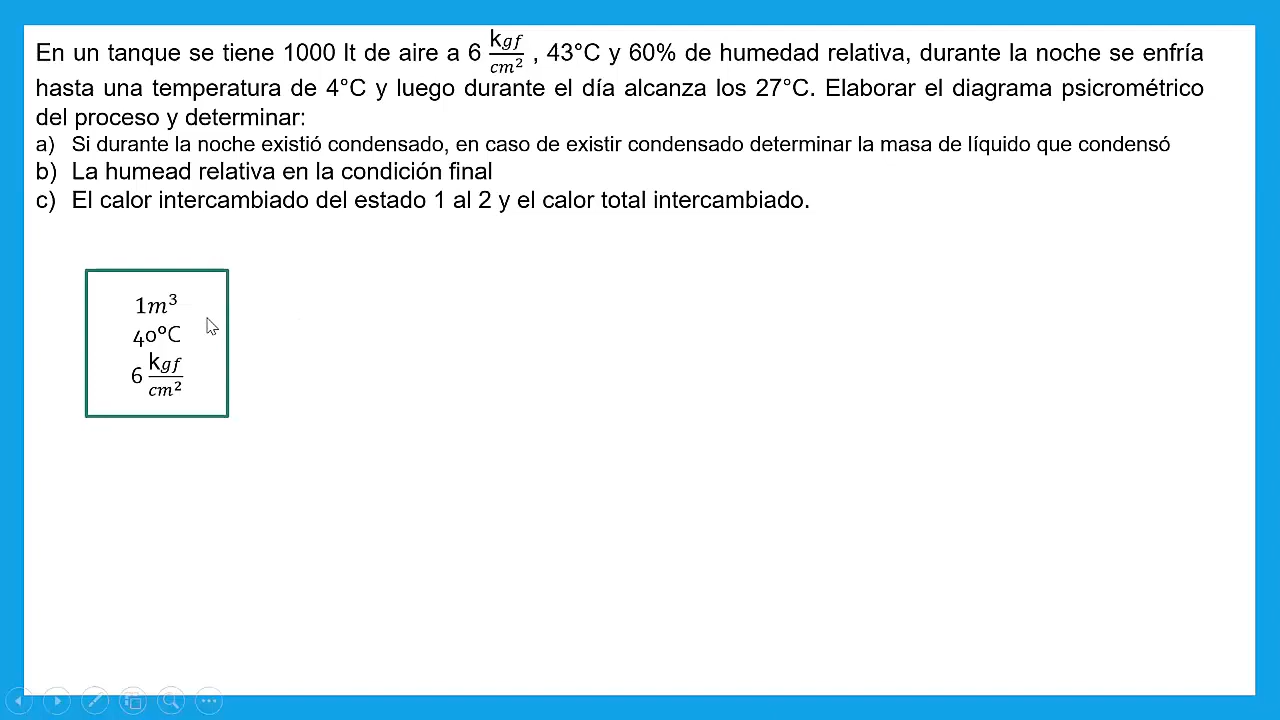 En un tanque se tiene 1000 lt de aire a 6 kgf/cm², 43°C y 60% de humedad relativa, durante la noche se enfría
hasta una temperatura de 4°C y luego durante el día alcanza los 27°C. Elaborar el diagrama psicrométrico
del proceso y determinar:
a) Si durante la noche existió condensado, en caso de existir condensado determinar la masa de líquido que condensó
b) La humead relativa en la condición final
c) El calor intercambiado del estado 1 al 2 y el calor total intercambiado.
1m³
40°C
6 kgf/cm²